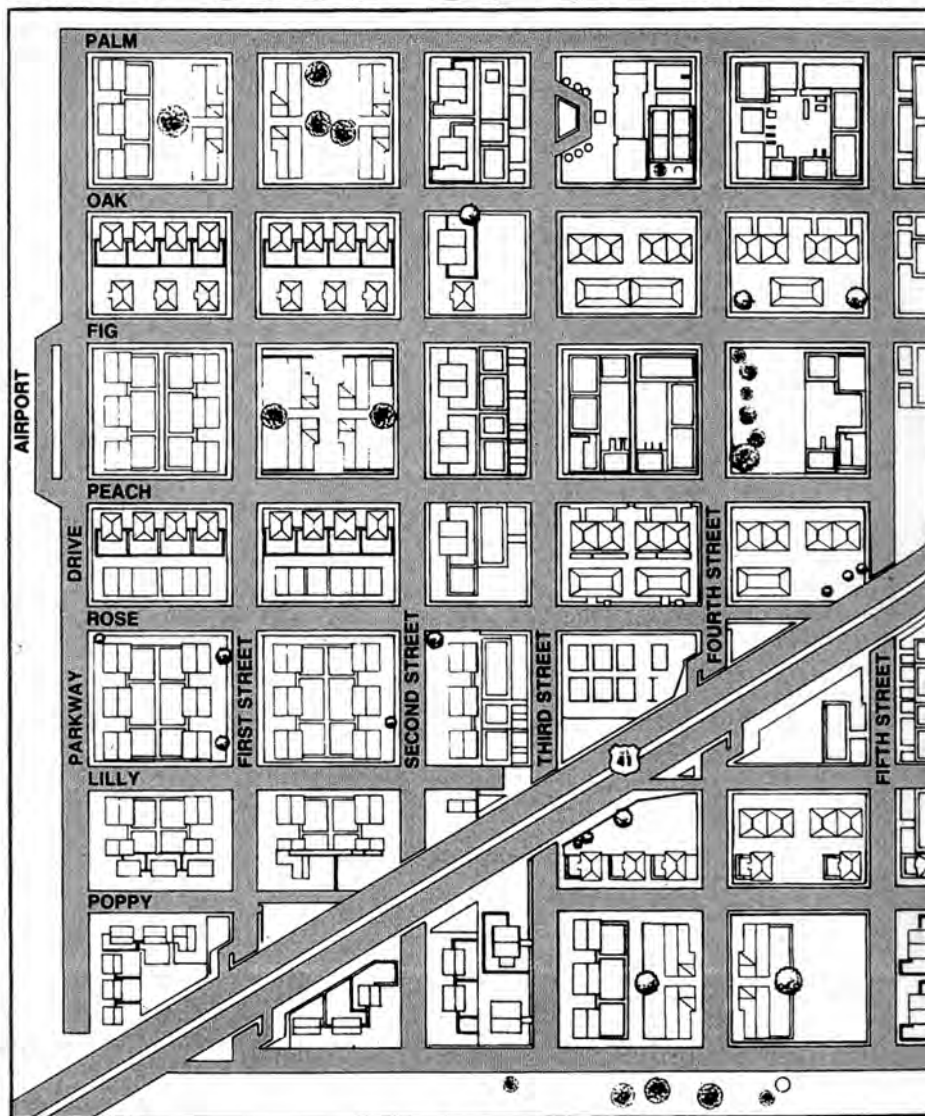 PALM
OAK
FIG
AIRPORT
PEACH
DRIVE
FOURTH STREET
ROSE
PARKWAY
FIRST STREET
SECOND STREET
THIRD STREET
FIFTH STREET
US
41
LILLY
POPPY